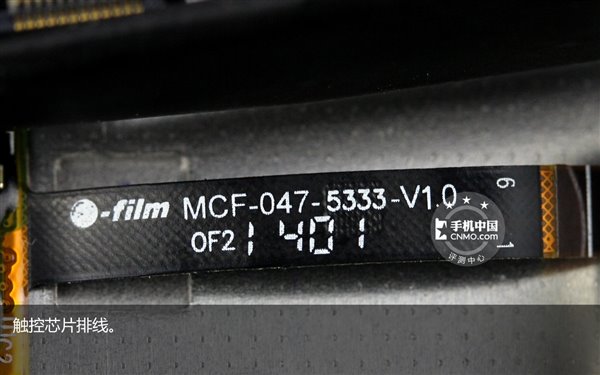 -film MCF-047-5333-V1.0
0F2 1401
6
1
手机中国
CNMO.com
评测中心
触控芯片排线。